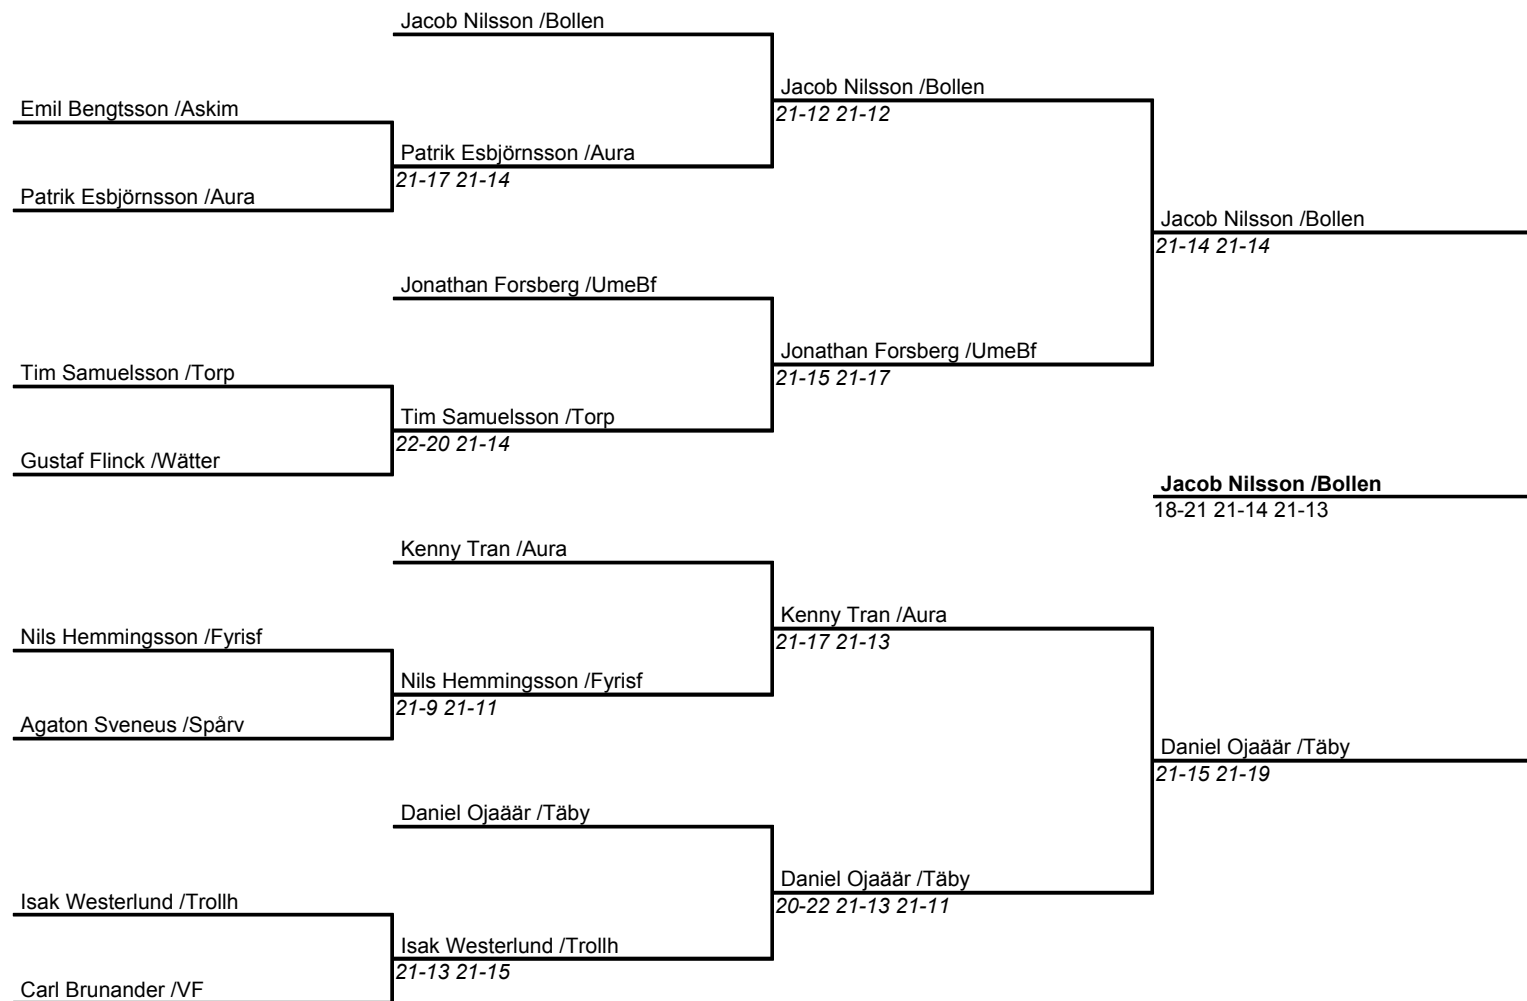 Jacob Nilsson /Bollen
Jacob Nilsson /Bollen
Emil Bengtsson /Askim
21-12 21-12
Patrik Esbjörnsson /Aura
21-17 21-14
Patrik Esbjörnsson /Aura
Jacob Nilsson /Bollen
21-14 21-14
Jonathan Forsberg /UmeBf
Jonathan Forsberg /UmeBf
Tim Samuelsson /Torp
21-15 21-17
Tim Samuelsson /Torp
22-20 21-14
Gustaf Flinck /Wätter
Jacob Nilsson /Bollen
18-21 21-14 21-13
Kenny Tran /Aura
Kenny Tran /Aura
Nils Hemmingsson /Fyrisf
21-17 21-13
Nils Hemmingsson /Fyrisf
21-9 21-11
Agaton Sveneus /Spårv
Daniel Ojaäär /Täby
21-15 21-19
Daniel Ojaäär /Täby
Daniel Ojaäär /Täby
Isak Westerlund /Trollh
20-22 21-13 21-11
Isak Westerlund /Trollh
21-13 21-15
Carl Brunander /VF